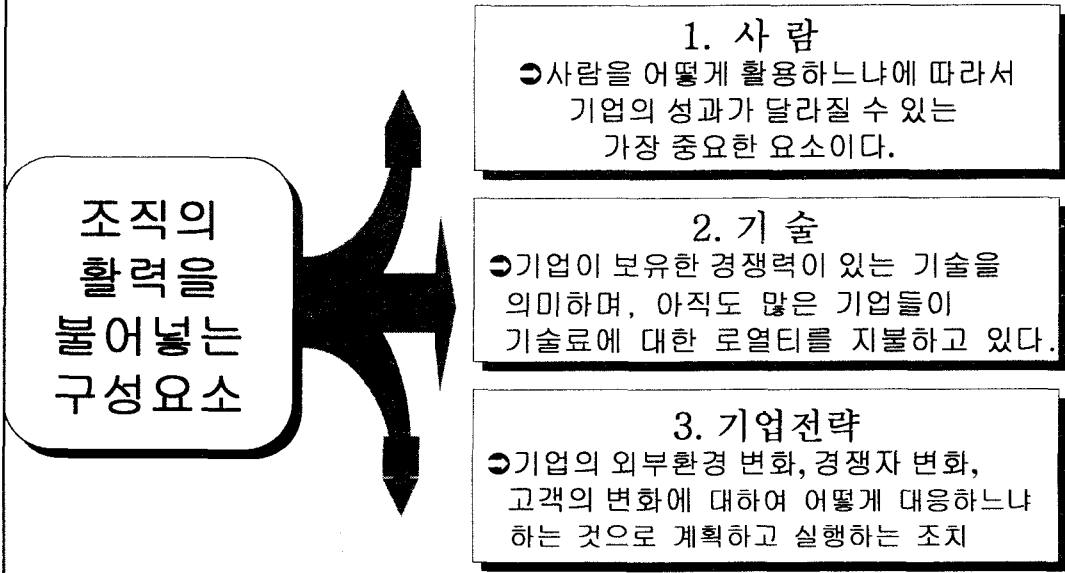 조직의
활력을
불어넣는
구성요소
1. 사 람
➲사람을 어떻게 활용하느냐에 따라서
기업의 성과가 달라질 수 있는
가장 중요한 요소이다.
2. 기 술
➲기업이 보유한 경쟁력이 있는 기술을
의미하며, 아직도 많은 기업들이
기술료에 대한 로열티를 지불하고 있다.
3. 기업전략
➲기업의 외부환경 변화, 경쟁자 변화,
고객의 변화에 대하여 어떻게 대응하느냐
하는 것으로 계획하고 실행하는 조치